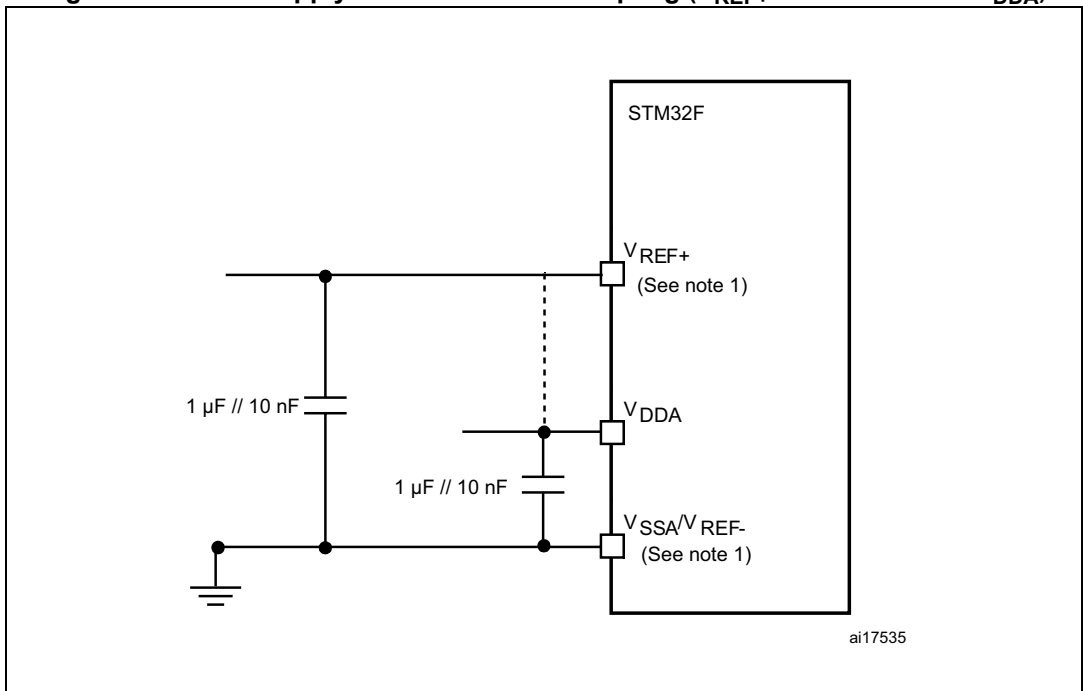 STM32F
VREF+
(See note 1)
1 µF // 10 nF
VDDA
1 µF // 10 nF
VSSA/VREF-
(See note 1)
ai17535